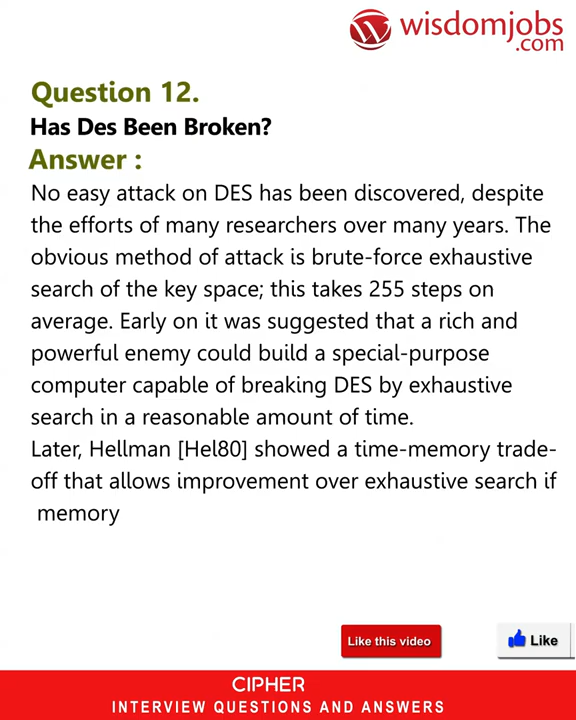 wisdomjobs
.com
Question 12.
Has Des Been Broken?
Answer :
No easy attack on DES has been discovered, despite
the efforts of many researchers over many years. The
obvious method of attack is brute-force exhaustive
search of the key space; this takes 255 steps on
average. Early on it was suggested that a rich and
powerful enemy could build a special-purpose
computer capable of breaking DES by exhaustive
search in a reasonable amount of time.
Later, Hellman [Hel80] showed a time-memory trade-
off that allows improvement over exhaustive search if
memory
Like this video
Like
CIPHER
INTERVIEW QUESTIONS AND ANSWERS